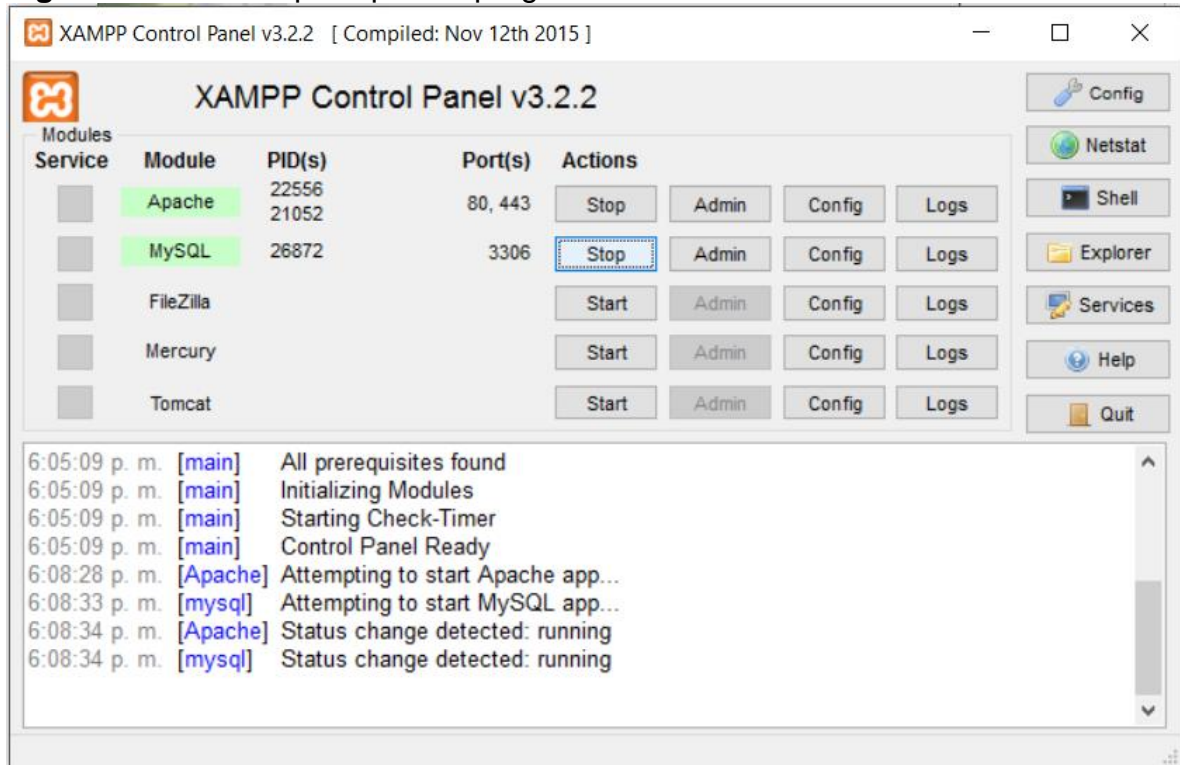 XAMPP Control Panel v3.2.2 [ Compiled: Nov 12th 2015 ]
XAMPP Control Panel v3.2.2
Modules
Service Module PID(s) Port(s) Actions
Apache 22556 21052 80, 443 Stop Admin Config Logs
MySQL 26872 3306 Stop Admin Config Logs
FileZilla Start Admin Config Logs
Mercury Start Admin Config Logs
Tomcat Start Admin Config Logs
Config
Netstat
Shell
Explorer
Services
Help
Quit
6:05:09 p. m. [main] All prerequisites found
6:05:09 p. m. [main] Initializing Modules
6:05:09 p. m. [main] Starting Check-Timer
6:05:09 p. m. [main] Control Panel Ready
6:08:28 p. m. [Apache] Attempting to start Apache app...
6:08:33 p. m. [mysql] Attempting to start MySQL app...
6:08:34 p. m. [Apache] Status change detected: running
6:08:34 p. m. [mysql] Status change detected: running